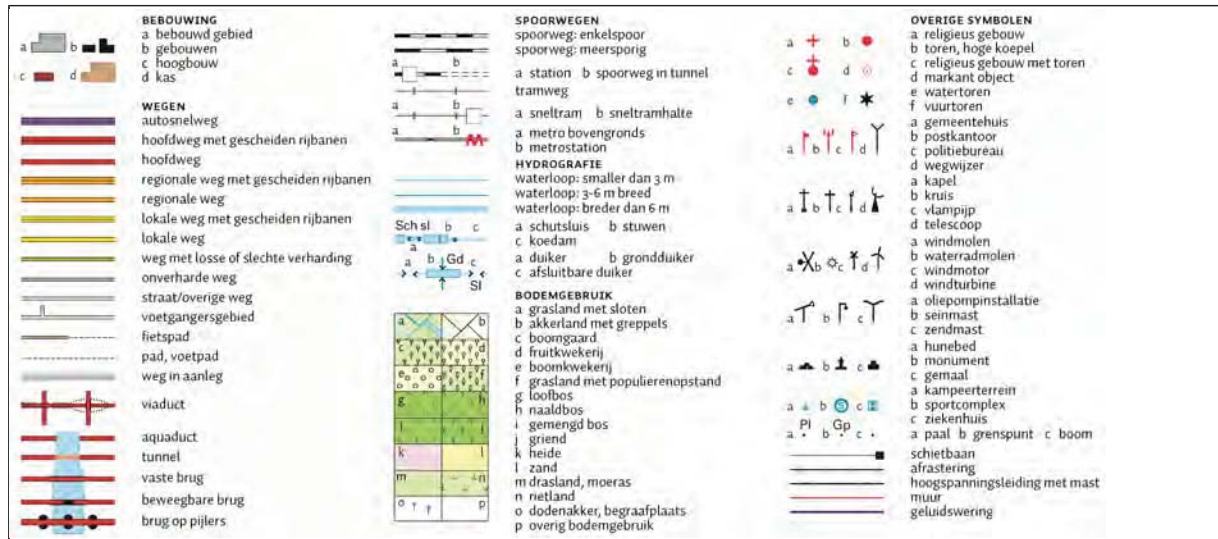 BEBOUWING
a bebouwd gebied
b gebouwen
c hoogbouw
d kas
a b
c d
WEGEN
autosnelweg
hoofdweg met gescheiden rijbanen
hoofdweg
regionale weg met gescheiden rijbanen
regionale weg
lokale weg met gescheiden rijbanen
lokale weg
weg met losse of slechte verharding
onverharde weg
straat/overige weg
voetgangersgebied
fietspad
pad, voetpad
weg in aanleg
viaduct
aquaduct
tunnel
vaste brug
beweegbare brug
brug op pijlers
SPOORWEGEN
spoorweg: enkelspoor
spoorweg: meersporig
a b
a station b spoorweg in tunnel
tramweg
a b
a sneltram b sneltramhalte
a b
a metro bovengronds
b metrostation
HYDROGRAFIE
waterloop: smaller dan 3 m
waterloop: 3-6 m breed
waterloop: breder dan 6 m
Sch sl b c
a
a schutsluis b stuwen
c koedam
a b Gd c
Sl
a duiker b grondduiker
c afsluitbare duiker
BODEMGEBRUIK
a b
c d
e f
g h
i j
k l
m n
o p
a grasland met sloten
b akkerland met greppels
c boomgaard
d fruitkwekerij
e boomkwekerij
f grasland met populierenopstand
g loofbos
h naaldbos
i gemengd bos
j griend
k heide
l zand
m drasland, moeras
n rietland
o dodenakker, begraafplaats
p overig bodemgebruik
OVERIGE SYMBOLEN
a b
c d
e f
a religieus gebouw
b toren, hoge koepel
c religieus gebouw met toren
d markant object
e watertoren
f vuurtoren
a b c d
a gemeentehuis
b postkantoor
c politiebureau
d wegwijzer
a b c d
a kapel
b kruis
c vlampijp
d telescoop
a b c d
a windmolen
b waterradmolen
c windmotor
d windturbine
a b c
a oliepompinstallatie
b seinmast
c zendmast
a b c
a hunebed
b monument
c gemaal
a b S c H
a kampeerterrein
b sportcomplex
c ziekenhuis
Pl Gp
a b c
a paal b grenspunt c boom
schietbaan
afrastering
hoogspanningsleiding met mast
muur
geluidswering